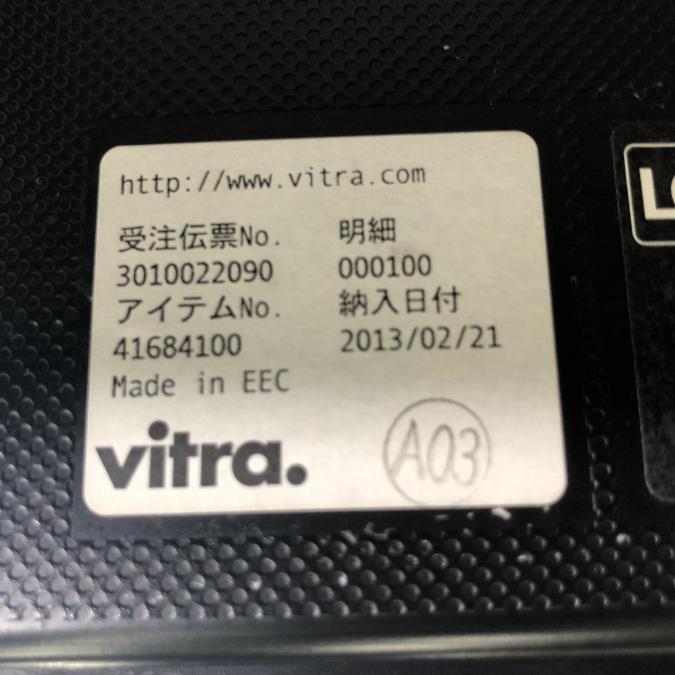 http://www.vitra.com
受注伝票No. 明細
3010022090 000100
アイテムNo. 納入日付
41684100 2013/02/21
Made in EEC
vitra.
A03